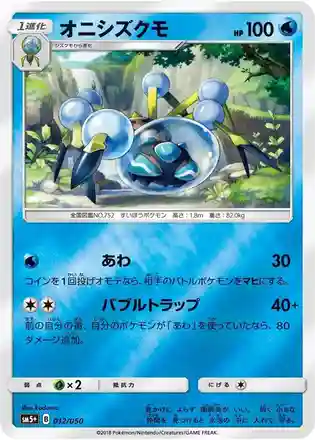 1進化
オニシズクモ
HP 100
シズクモから進化
全国図鑑NO.752 すいほうポケモン 高さ：1.8m 重さ：82.0kg
あわ 30
コインを1回投げオモテなら、相手のバトルポケモンをマヒにする。
バブルトラップ 40+
前の自分の番、自分のポケモンが「あわ」を使っていたなら、80
ダメージ追加。
弱点 ×2 抵抗力 にげる
SM5+ B 012/050
©2018 Pokémon/Nintendo/Creatures/GAME FREAK.